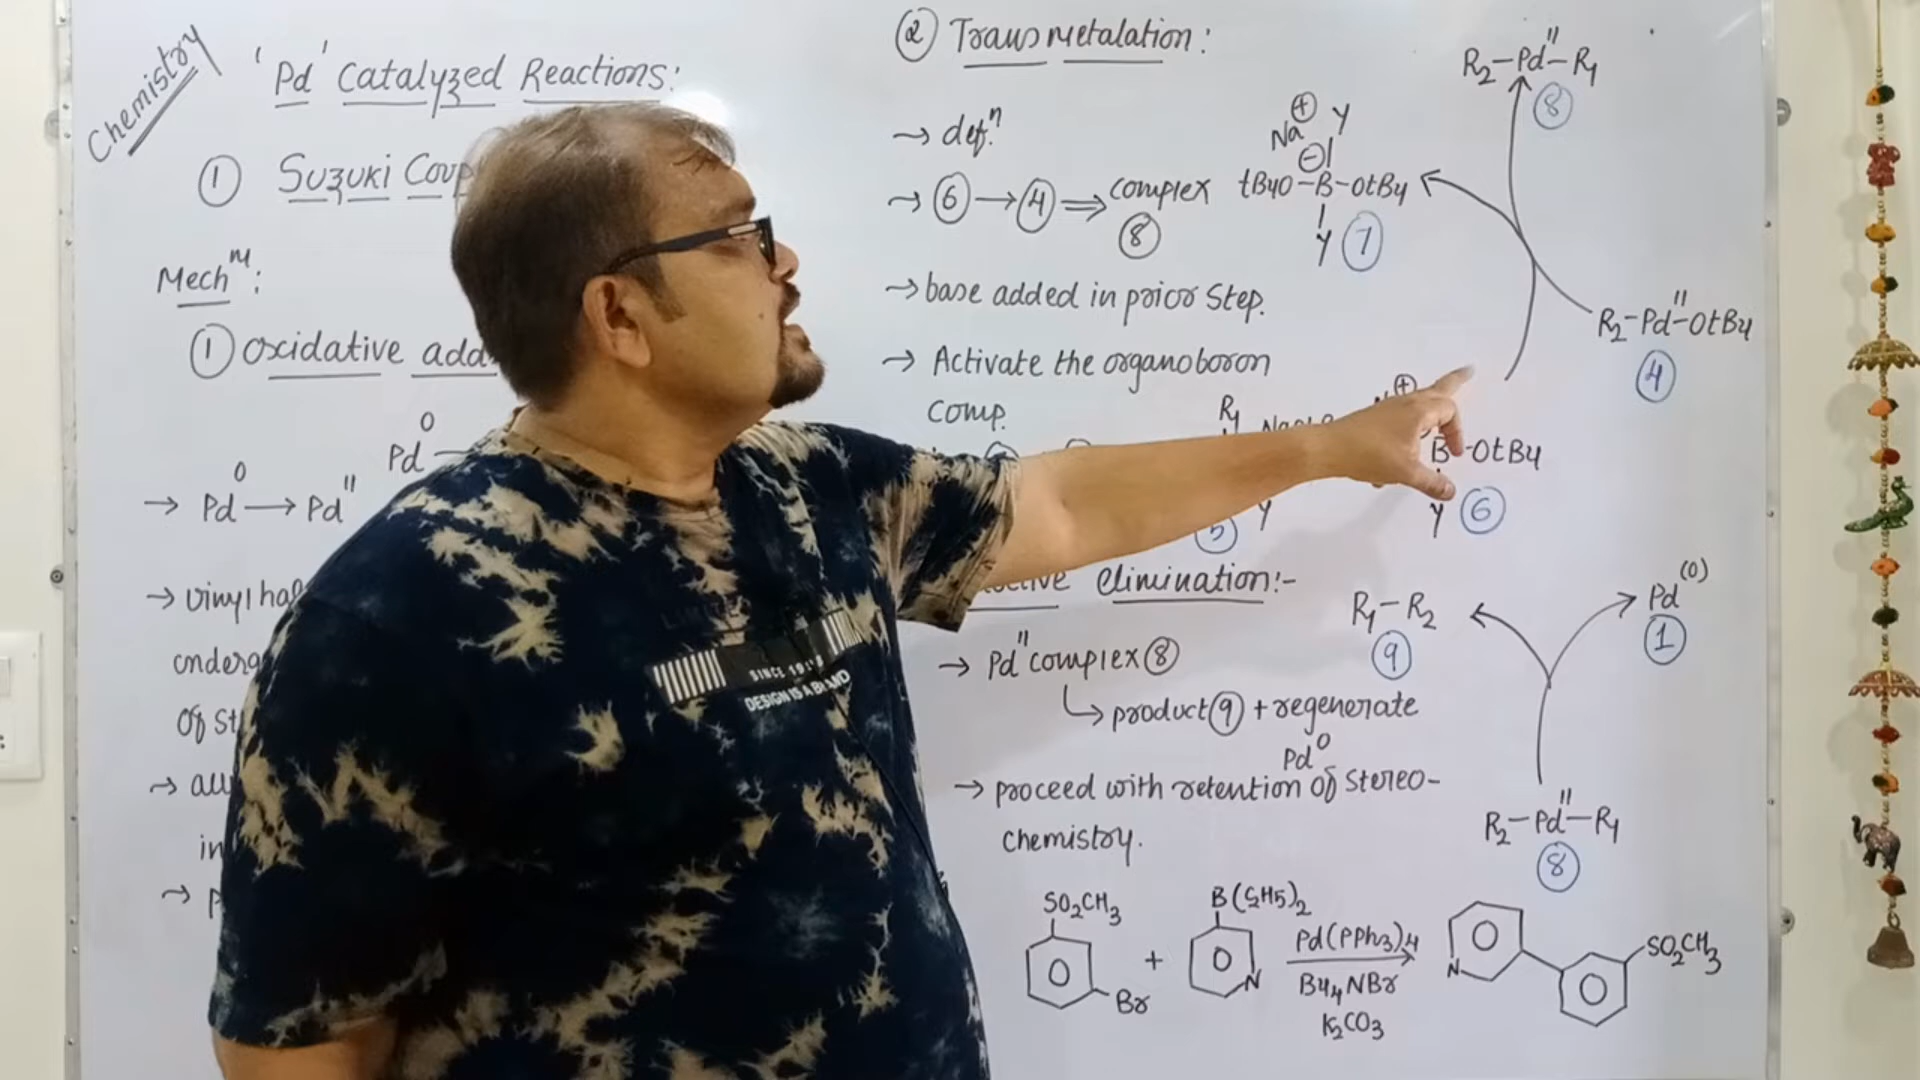 Chemistry
'Pd' Catalyzed Reactions:
① Suzuki Coup
Mechᵐ:
① Oxidative add
Pd⁰
Pd⁰ → Pdᴵᴵ
→ vinyl hal
underg
of st
→
in
→ P
② Transmetalation:
→ defⁿ
→ ⑥ → ④ ⇒ complex
⑧
→ base added in prior step.
→ Activate the organoboron
comp.
R₁
Y
5
elimination:-
→ Pdᴵᴵ complex ⑧
↳ product ⑨ + regenerate
Pd⁰
→ proceed with retention of stereo-
chemistry.
R₂-Pdᴵᴵ-R₁
⑧
Na⊕ Y
⊖
tBuO-B-OtBu
Y ⑦
R₂-Pdᴵᴵ-OtBu
④
⊕
B-OtBu
Y ⑥
R₁-R₂
⑨
Pd⁽⁰⁾
①
R₂-Pdᴵᴵ-R₁
⑧
SO₂CH₃
Br
+
B(C₂H5)₂
N
Pd(PPh₃)₄
Bu₄NBr
K₂CO₃
N
SO₂CH₃
SINCE 19
DESIGN IS A BRAND